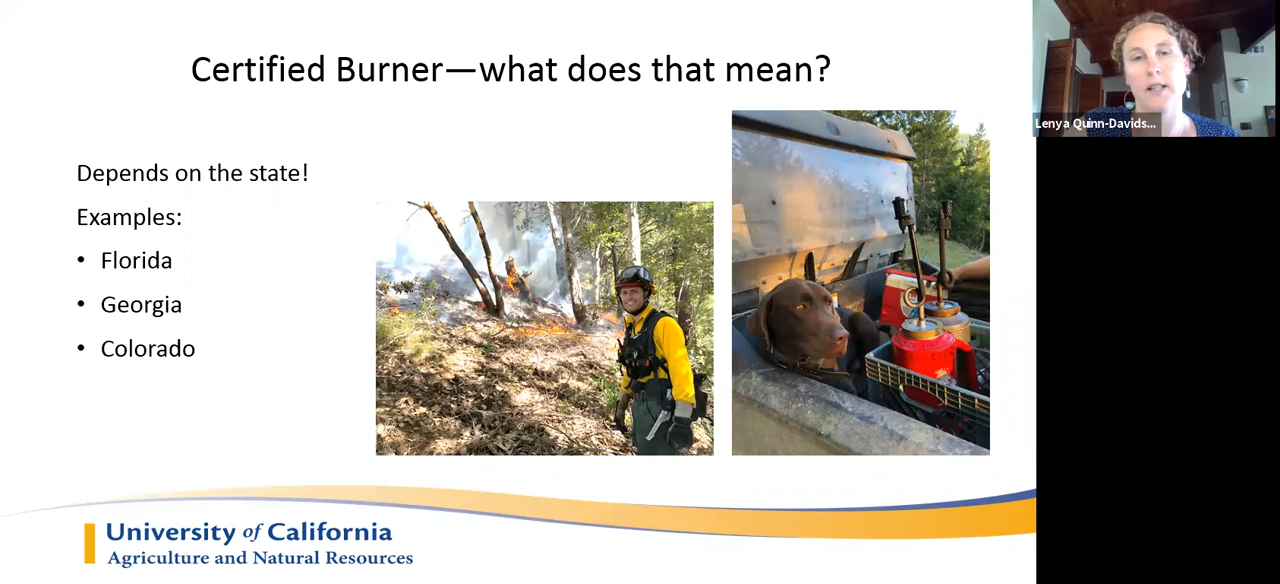 Certified Burner—what does that mean?
Lenya Quinn-Davids...
Depends on the state!
Examples:
• Florida
• Georgia
• Colorado
University of California
Agriculture and Natural Resources